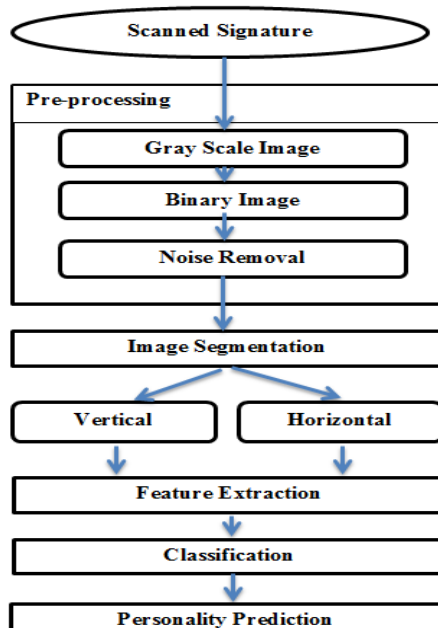 Scanned Signature
Pre-processing
Gray Scale Image
Binary Image
Noise Removal
Image Segmentation
Vertical
Horizontal
Feature Extraction
Classification
Personality Prediction